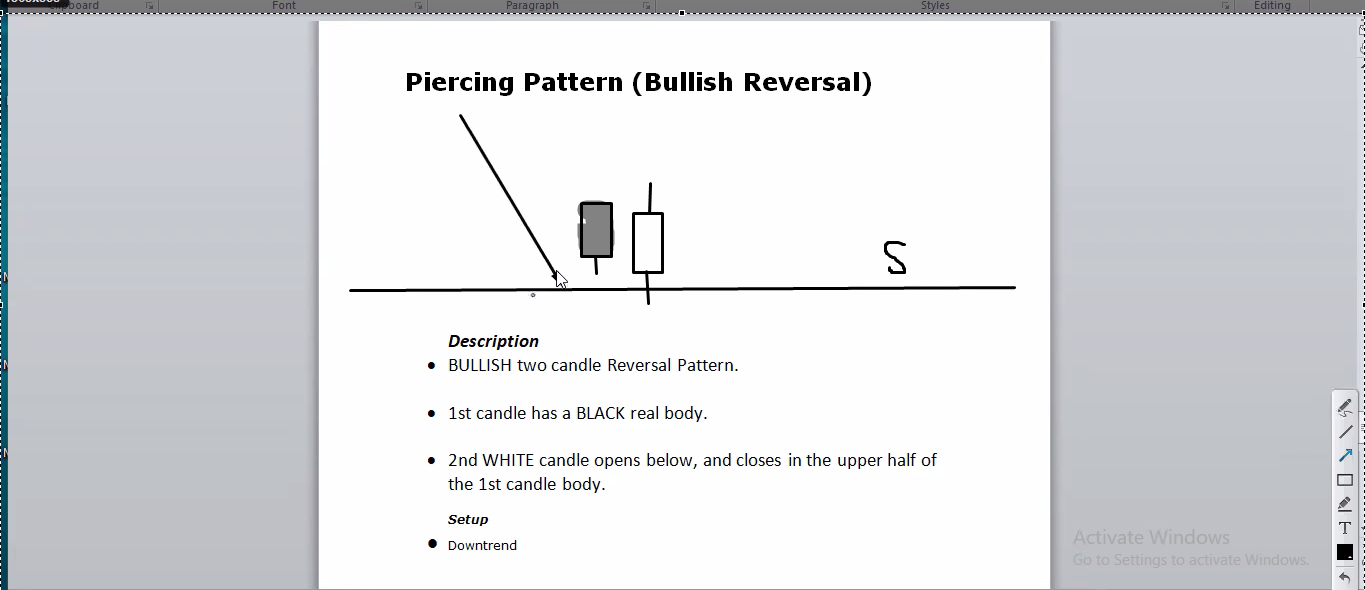 Font
Paragraph
Styles
Editing
Piercing Pattern (Bullish Reversal)
S
Description
• BULLISH two candle Reversal Pattern.
• 1st candle has a BLACK real body.
• 2nd WHITE candle opens below, and closes in the upper half of
the 1st candle body.
Setup
• Downtrend
T
Activate Windows
Go to Settings to activate Windows.